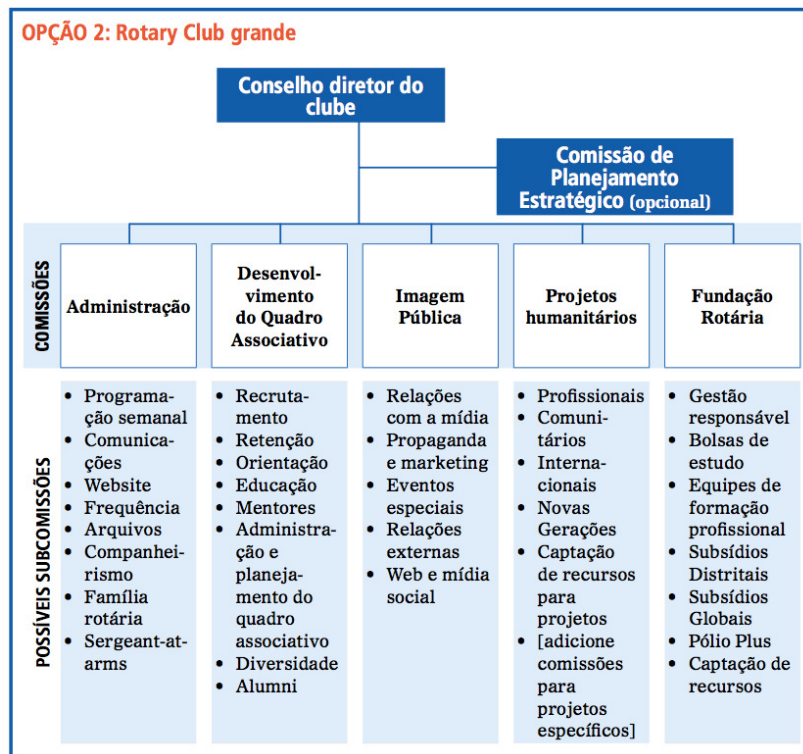 OPÇÃO 2: Rotary Club grande
Conselho diretor do
clube
Comissão de
Planejamento
Estratégico (opcional)
COMISSÕES
Administração
Desenvol-
vimento
do Quadro
Associativo
Imagem
Pública
Projetos
humanitários
Fundação
Rotária
POSSÍVEIS SUBCOMISSÕES
• Programa-
ção semanal
• Comunica-
ções
• Website
• Frequência
• Arquivos
• Companhei-
rismo
• Família
rotária
• Sergeant-at-
arms
• Recruta-
mento
• Retenção
• Orientação
• Educação
• Mentores
• Administra-
ção e
planeja-
mento do
quadro
associativo
• Diversidade
• Alumni
• Relações
com a mídia
• Propaganda
e marketing
• Eventos
especiais
• Relações
externas
• Web e mídia
social
• Profissionais
• Comuni-
tários
• Interna-
cionais
• Novas
Gerações
• Captação
de recursos
para
projetos
• [adicione
comissões
para
projetos
específicos]
• Gestão
responsável
• Bolsas de
estudo
• Equipes de
formação
profissional
• Subsídios
Distritais
• Subsídios
Globais
• Pólio Plus
• Captação de
recursos